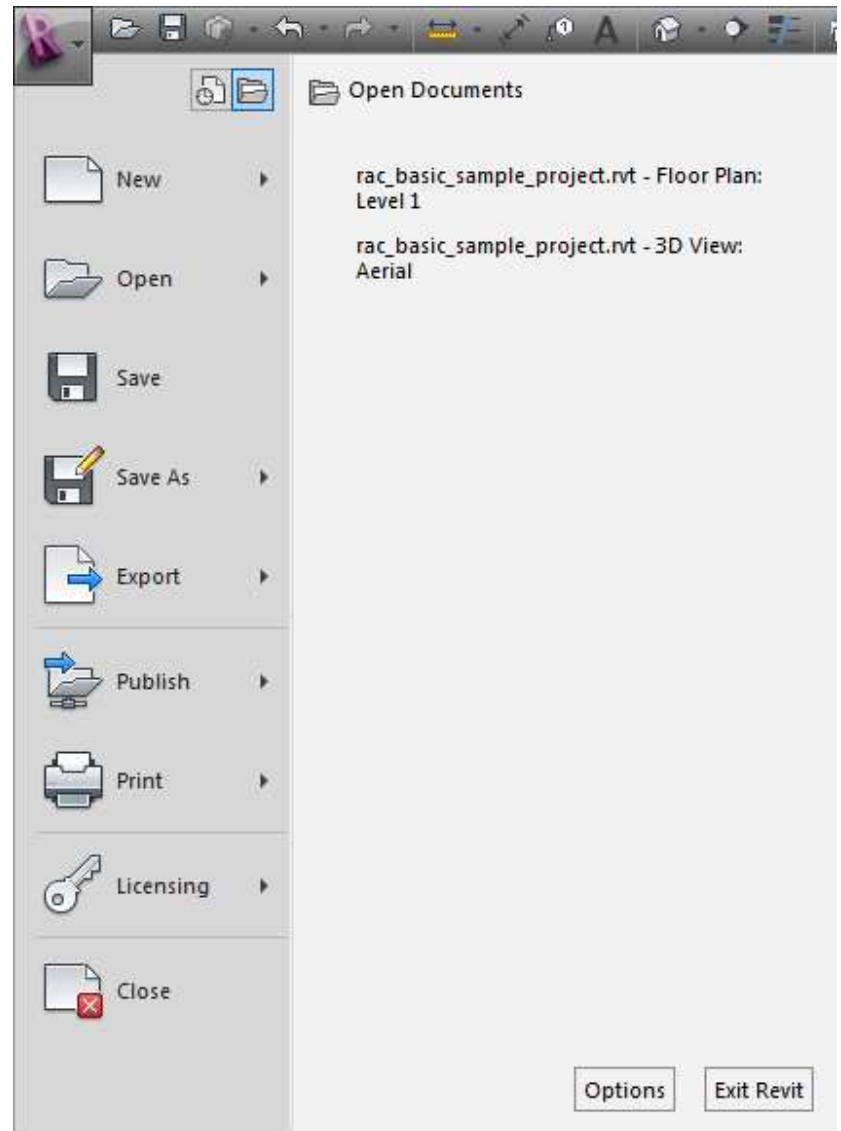 Open Documents
New
rac_basic_sample_project.rvt - Floor Plan:
Level 1
rac_basic_sample_project.rvt - 3D View:
Aerial
Open
Save
Save As
Export
Publish
Print
Licensing
Close
Options
Exit Revit